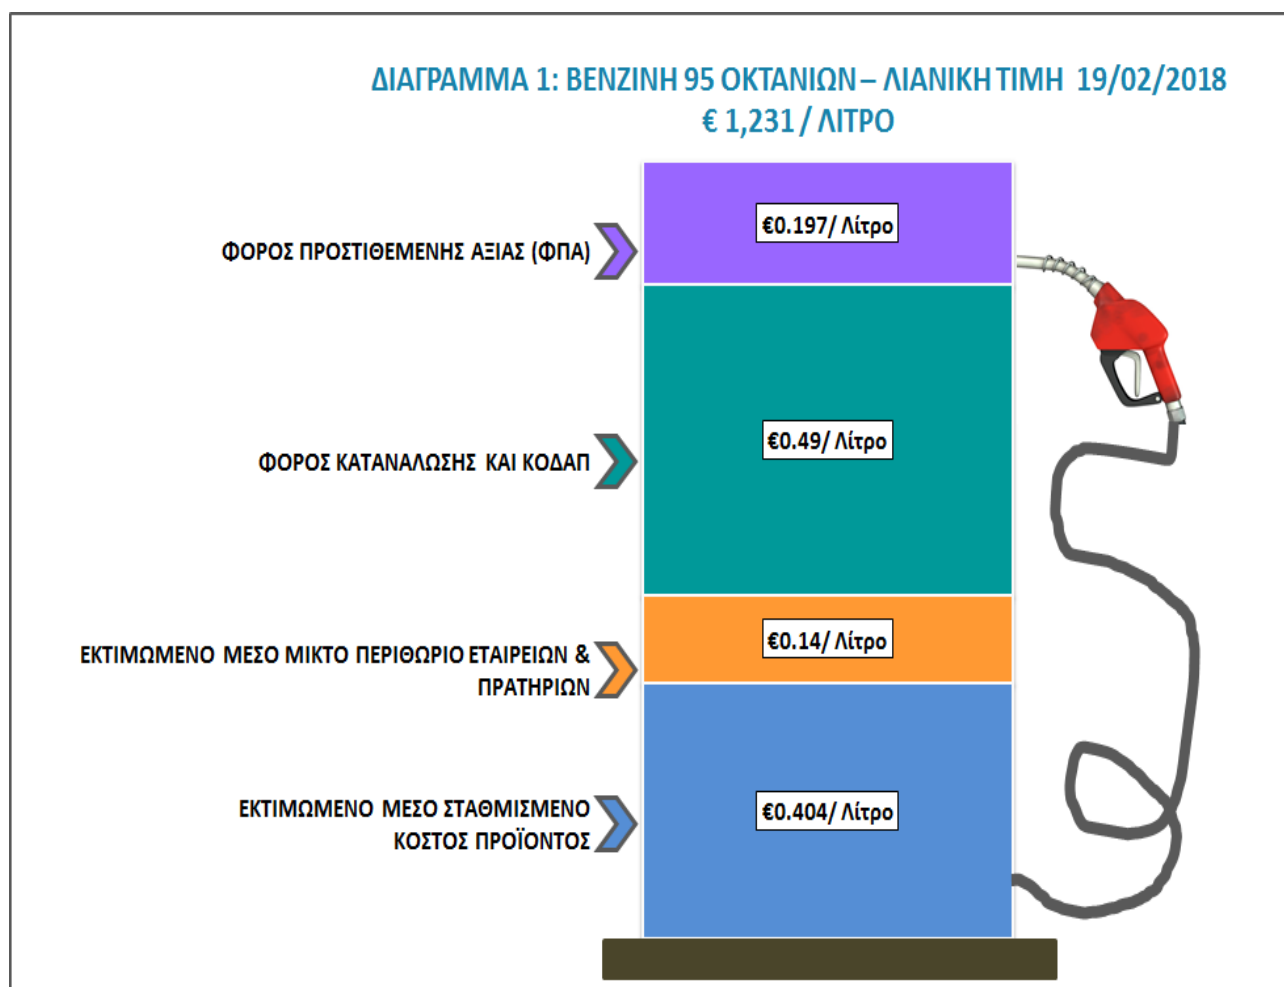 ΔΙΑΓΡΑΜΜΑ 1: ΒΕΝΖΙΝΗ 95 ΟΚΤΑΝΙΩΝ – ΛΙΑΝΙΚΗ ΤΙΜΗ 19/02/2018
€ 1,231 / ΛΙΤΡΟ
€0.197/ Λίτρο
ΦΟΡΟΣ ΠΡΟΣΤΙΘΕΜΕΝΗΣ ΑΞΙΑΣ (ΦΠΑ)
€0.49/ Λίτρο
ΦΟΡΟΣ ΚΑΤΑΝΑΛΩΣΗΣ ΚΑΙ ΚΟΔΑΠ
€0.14/ Λίτρο
ΕΚΤΙΜΩΜΕΝΟ ΜΕΣΟ ΜΙΚΤΟ ΠΕΡΙΘΩΡΙΟ ΕΤΑΙΡΕΙΩΝ &
ΠΡΑΤΗΡΙΩΝ
€0.404/ Λίτρο
ΕΚΤΙΜΩΜΕΝΟ ΜΕΣΟ ΣΤΑΘΜΙΣΜΕΝΟ
ΚΟΣΤΟΣ ΠΡΟΪΟΝΤΟΣ